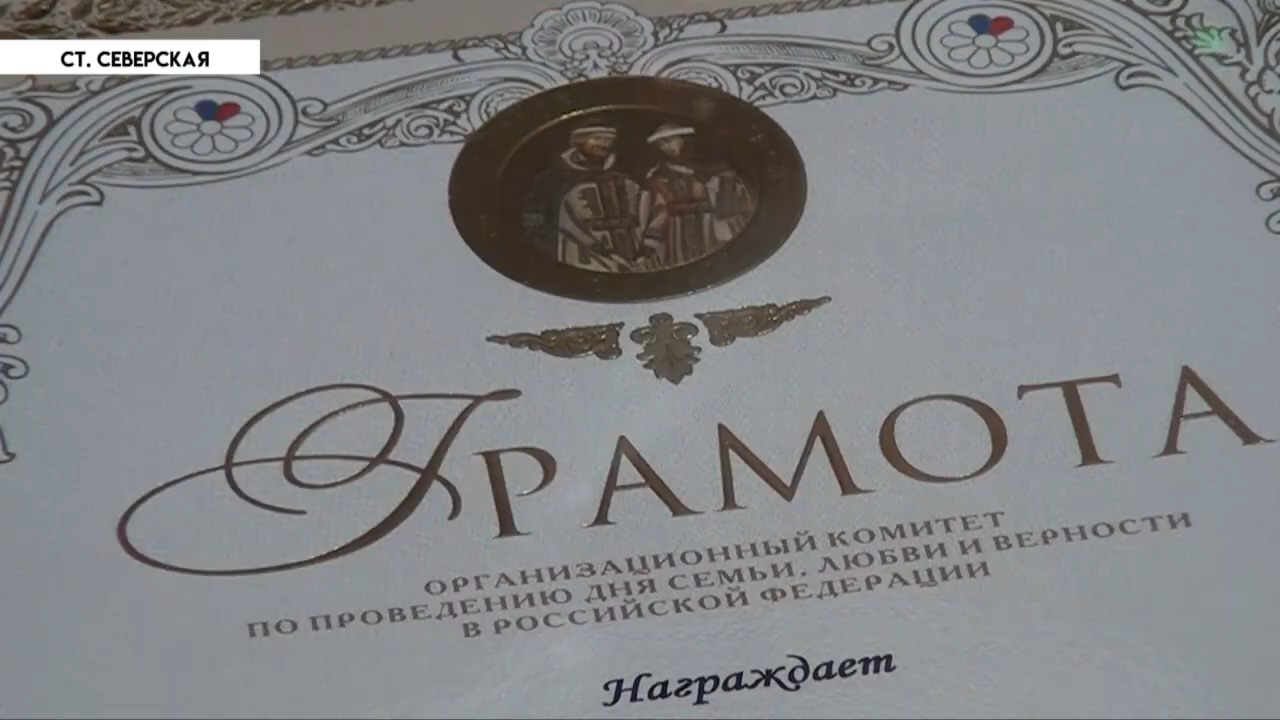 СТ. СЕВЕРСКАЯ
ГРАМОТА
ОРГАНИЗАЦИОННЫЙ КОМИТЕТ
ПО ПРОВЕДЕНИЮ ДНЯ СЕМЬИ, ЛЮБВИ И ВЕРНОСТИ
В РОССИЙСКОЙ ФЕДЕРАЦИИ
Награждает